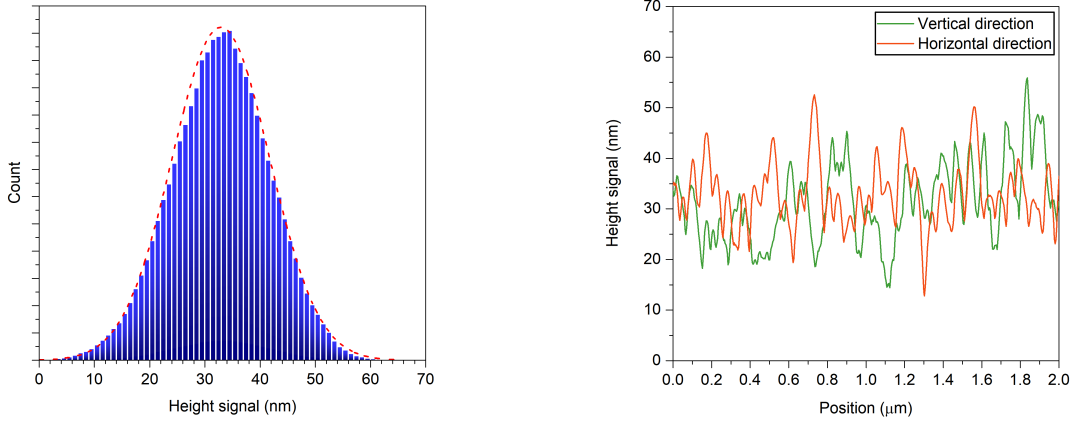 Count
0 10 20 30 40 50 60 70
Height signal (nm)
Vertical direction
Horizontal direction
Height signal (nm)
70
60
50
40
30
20
10
0
0.0 0.2 0.4 0.6 0.8 1.0 1.2 1.4 1.6 1.8 2.0
Position (μm)